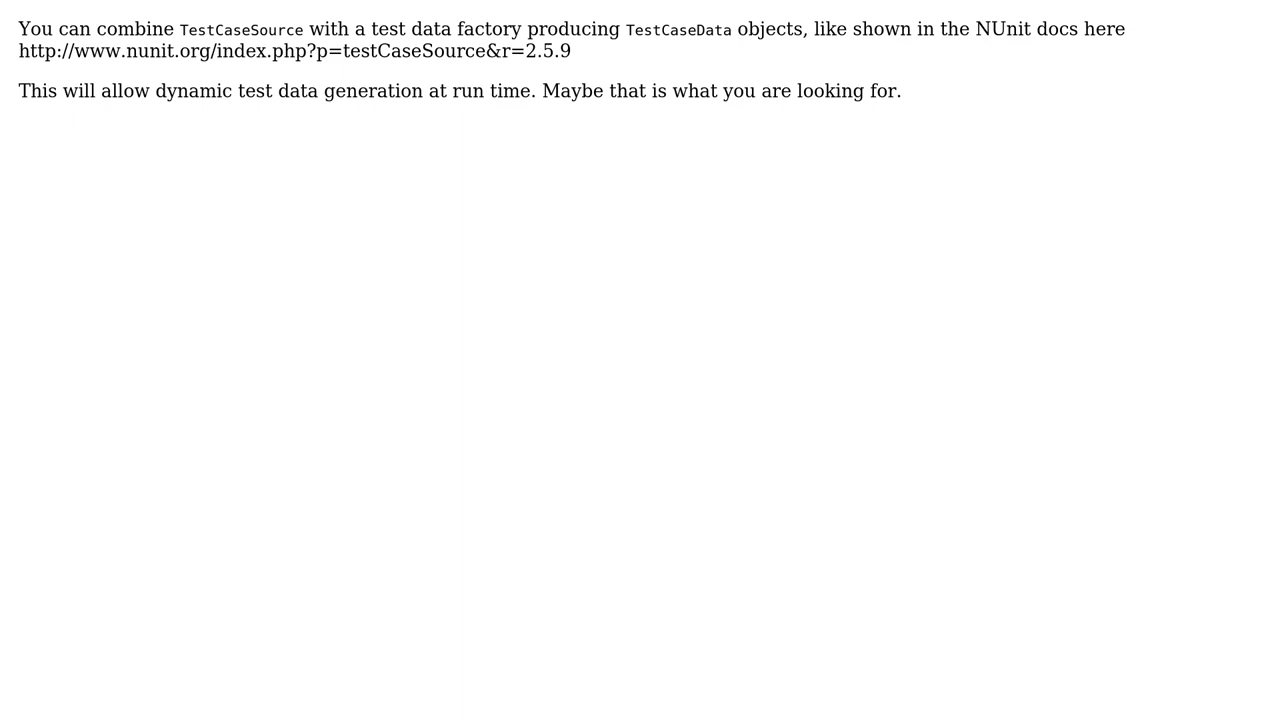 You can combine TestCaseSource with a test data factory producing TestCaseData objects, like shown in the NUnit docs here
http://www.nunit.org/index.php?p=testCaseSource&r=2.5.9
This will allow dynamic test data generation at run time. Maybe that is what you are looking for.